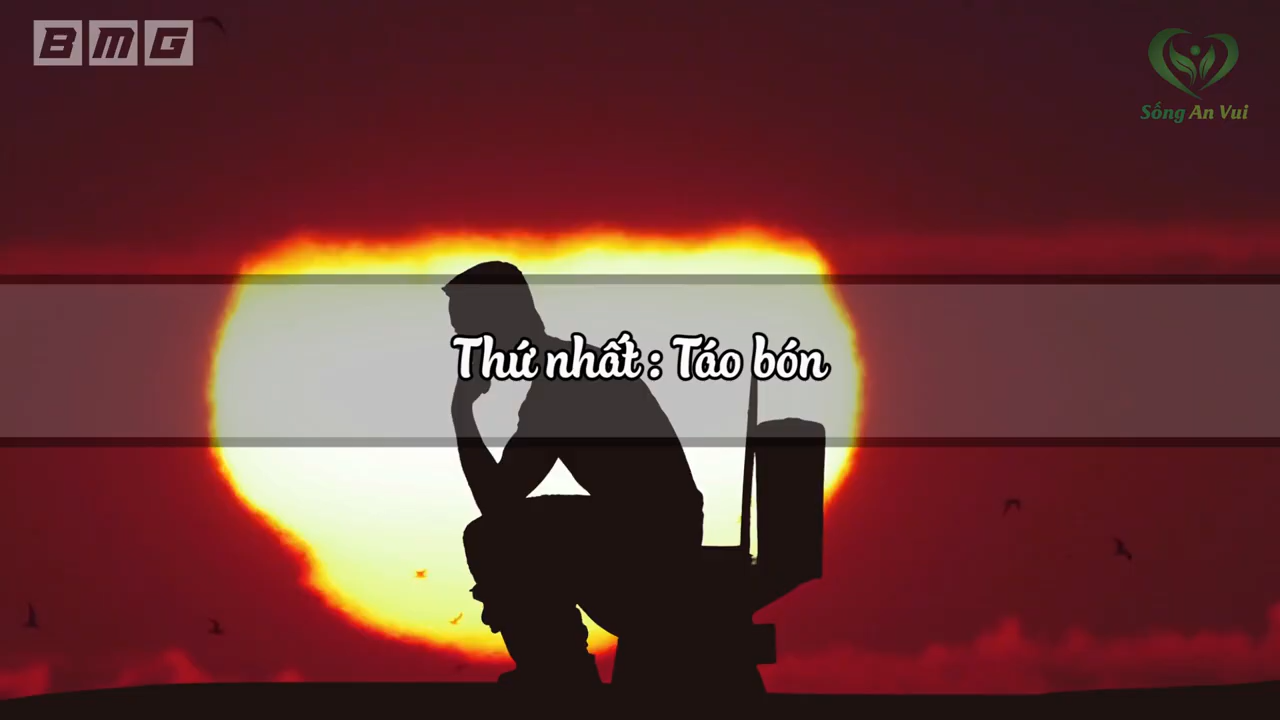 BMG
Sống An Vui
Thứ nhất : Táo bón